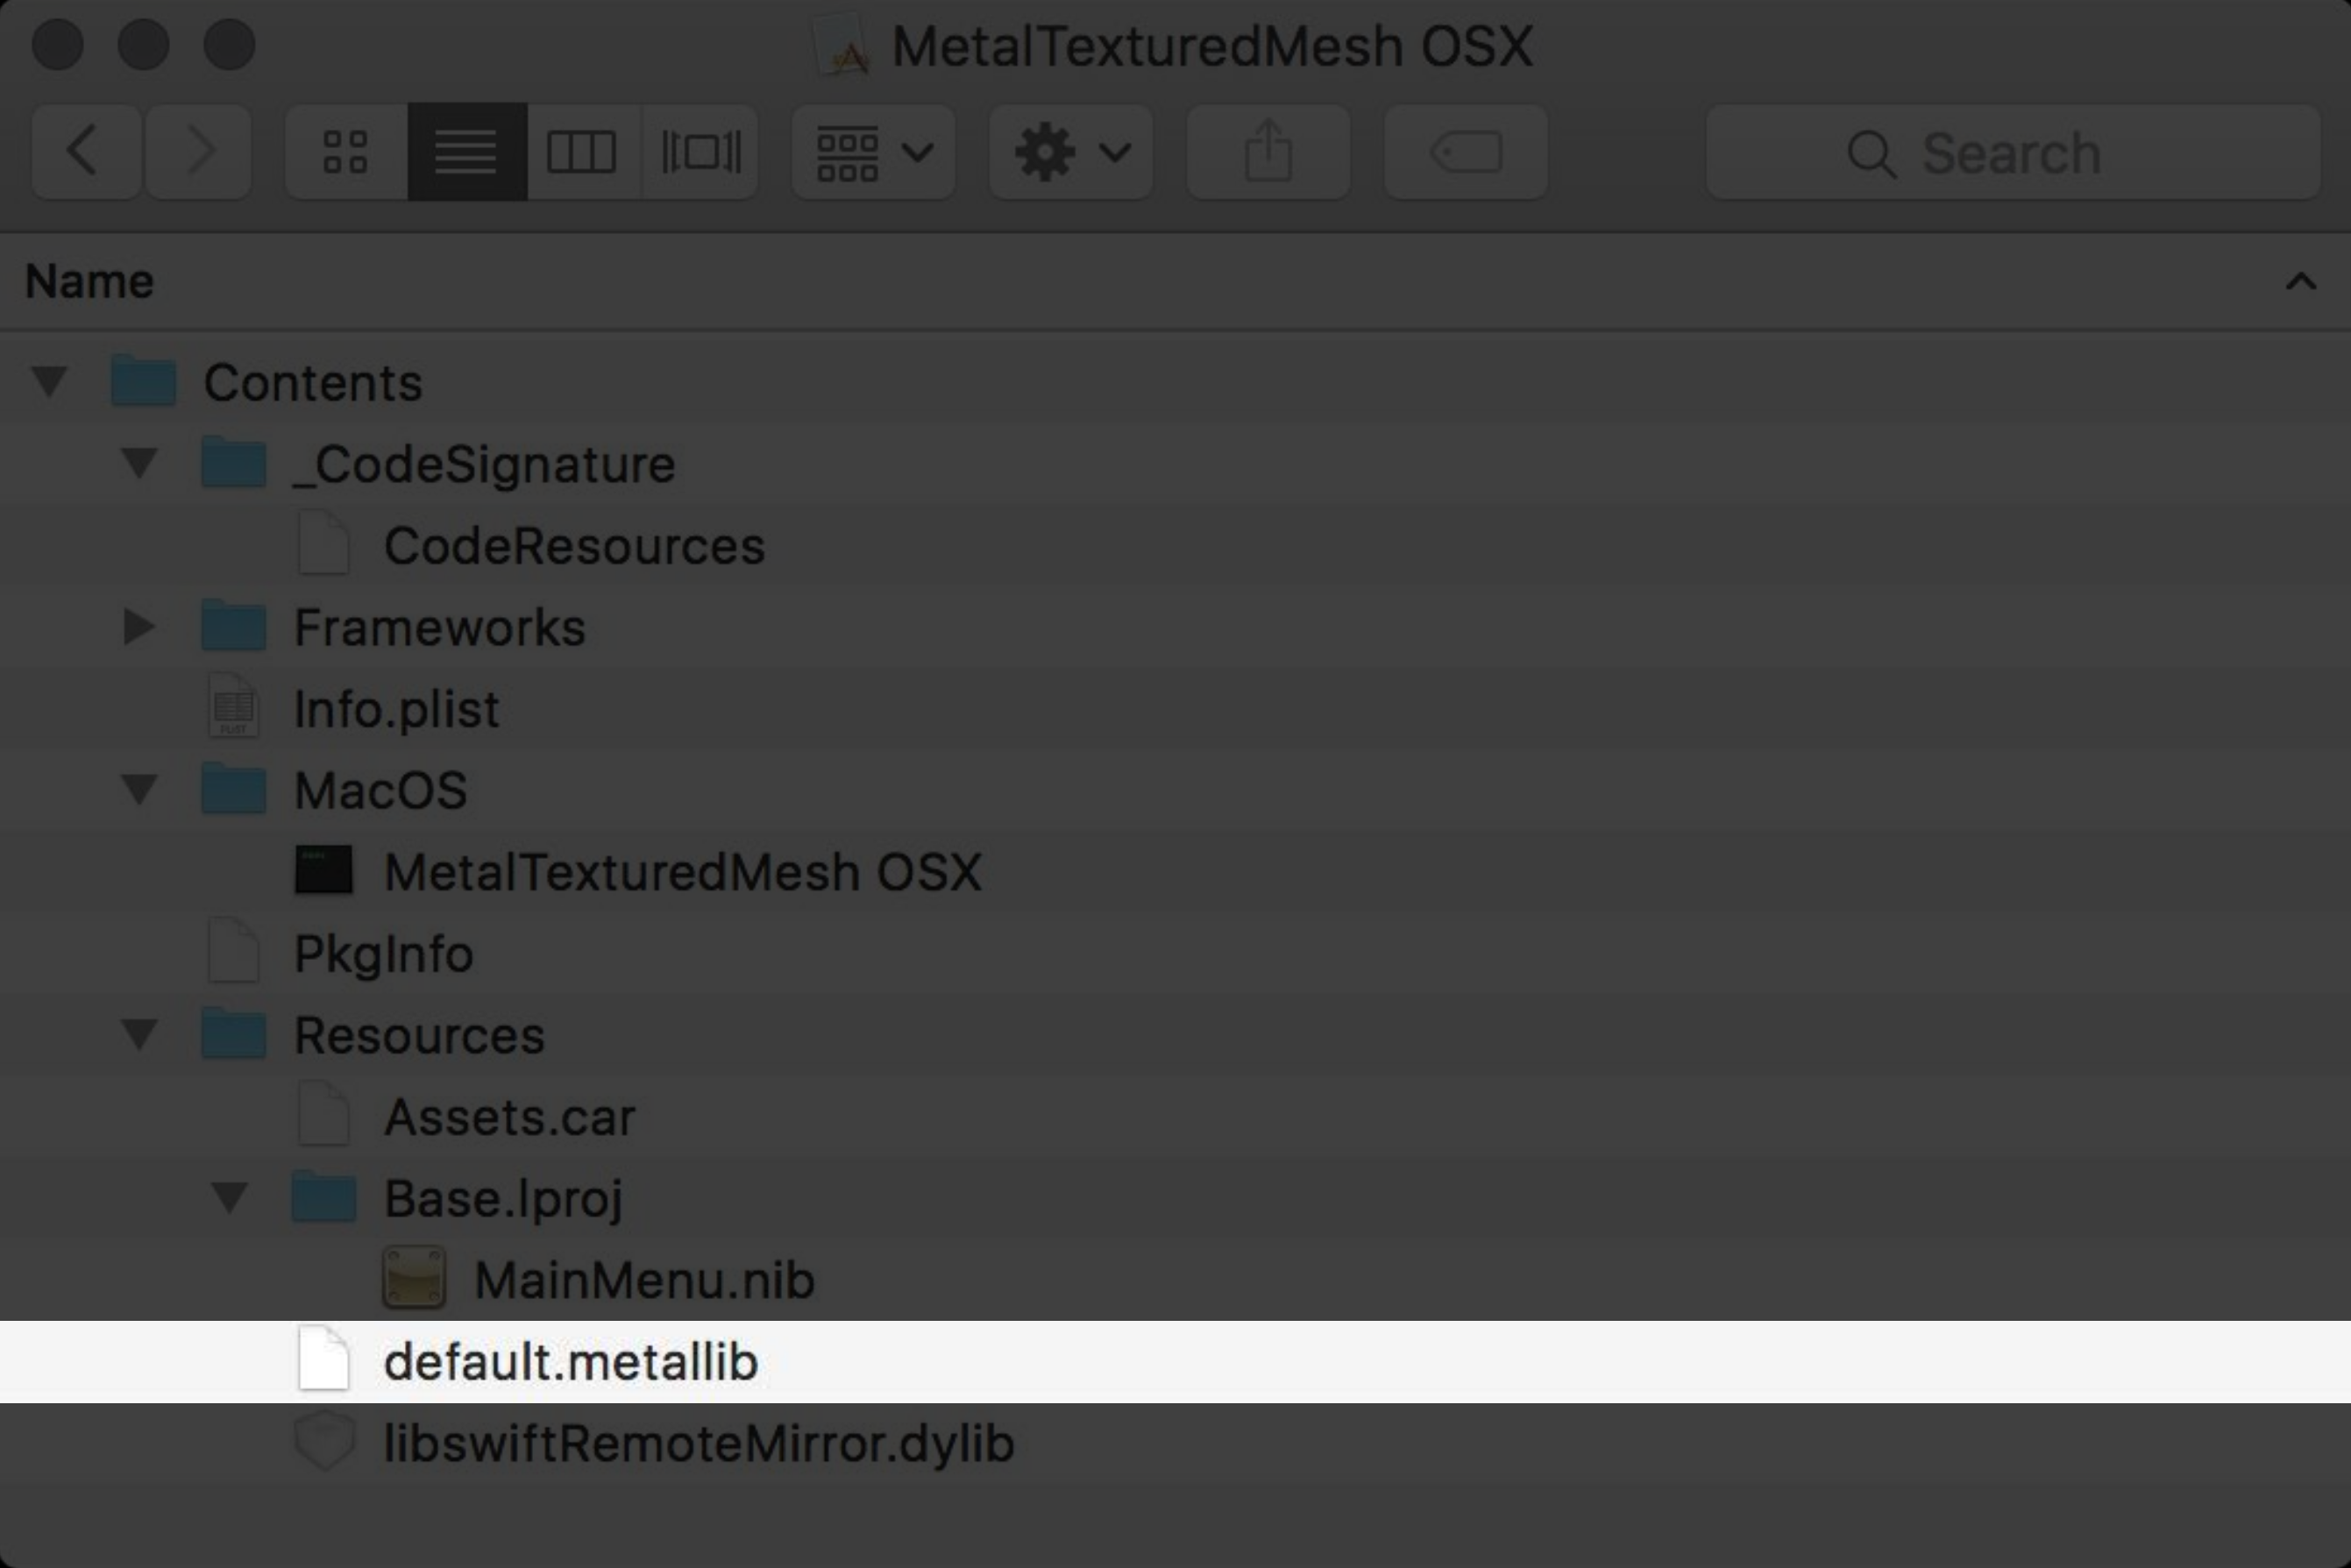 MetalTexturedMesh OSX
Search
Name
Contents
_CodeSignature
CodeResources
Frameworks
Info.plist
PLIST
MacOS
MetalTexturedMesh OSX
PkgInfo
Resources
Assets.car
Base.lproj
MainMenu.nib
default.metallib
libswiftRemoteMirror.dylib